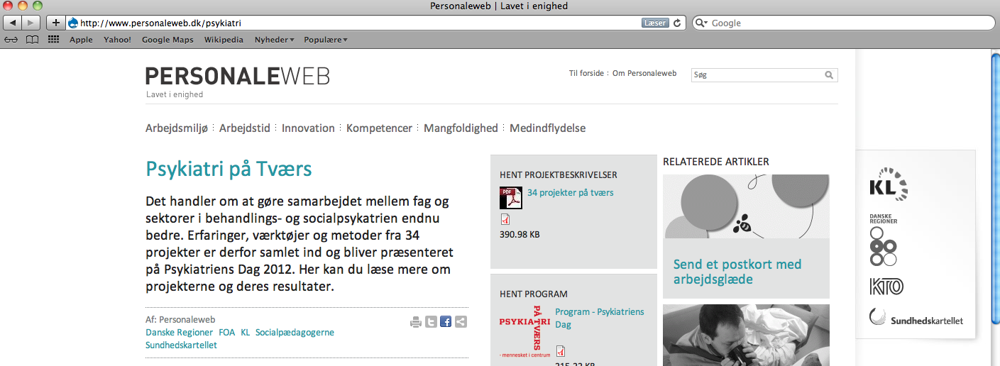 Personaleweb | Lavet i enighed
http://www.personaleweb.dk/psykiatri
Læser
Google
Apple Yahoo! Google Maps Wikipedia Nyheder Populære
PERSONALEWEB
Lavet i enighed
Til forside : Om Personaleweb
Søg
Arbejdsmiljø : Arbejdstid : Innovation : Kompetencer : Mangfoldighed : Medindflydelse
Psykiatri på Tværs
Det handler om at gøre samarbejdet mellem fag og
sektorer i behandlings- og socialpsykatrien endnu
bedre. Erfaringer, værktøjer og metoder fra 34
projekter er derfor samlet ind og bliver præsenteret
på Psykiatriens Dag 2012. Her kan du læse mere om
projekterne og deres resultater.
Af: Personaleweb
Danske Regioner FOA KL Socialpædagogerne
Sundhedskartellet
HENT PROJEKTBESKRIVELSER
PDF
34 projekter på tværs
390.98 KB
HENT PROGRAM
PSYKIATRI
PÅ TVÆRS
- mennesket i centrum
Program - Psykiatriens
Dag
215.22 KB
RELATEREDE ARTIKLER
Send et postkort med
arbejdsglæde
KL
DANSKE
REGIONER
KTO
Sundhedskartellet